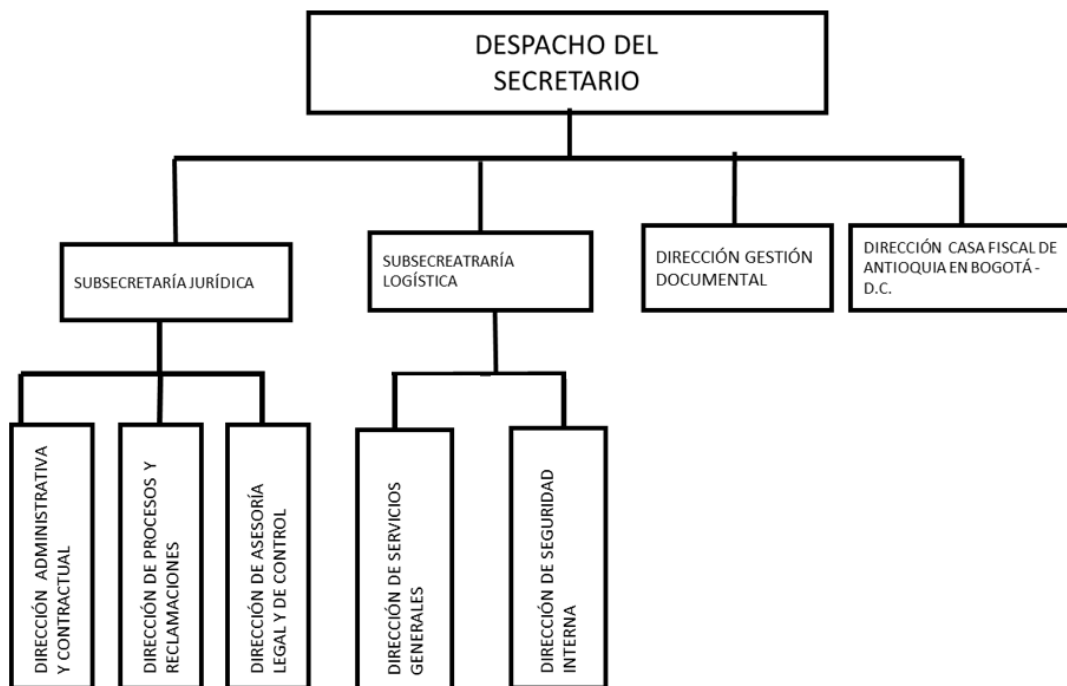 DESPACHO DEL
SECRETARIO
SUBSECRETARÍA JURÍDICA
SUBSECREATRARÍA
LOGÍSTICA
DIRECCIÓN GESTIÓN
DOCUMENTAL
DIRECCIÓN CASA FISCAL DE
ANTIOQUIA EN BOGOTÁ -
D.C.
DIRECCIÓN ADMINISTRATIVA
Y CONTRACTUAL
DIRECCIÓN DE PROCESOS Y
RECLAMACIONES
DIRECCIÓN DE ASESORÍA
LEGAL Y DE CONTROL
DIRECCIÓN DE SERVICIOS
GENERALES
DIRECCIÓN DE SEGURIDAD
INTERNA